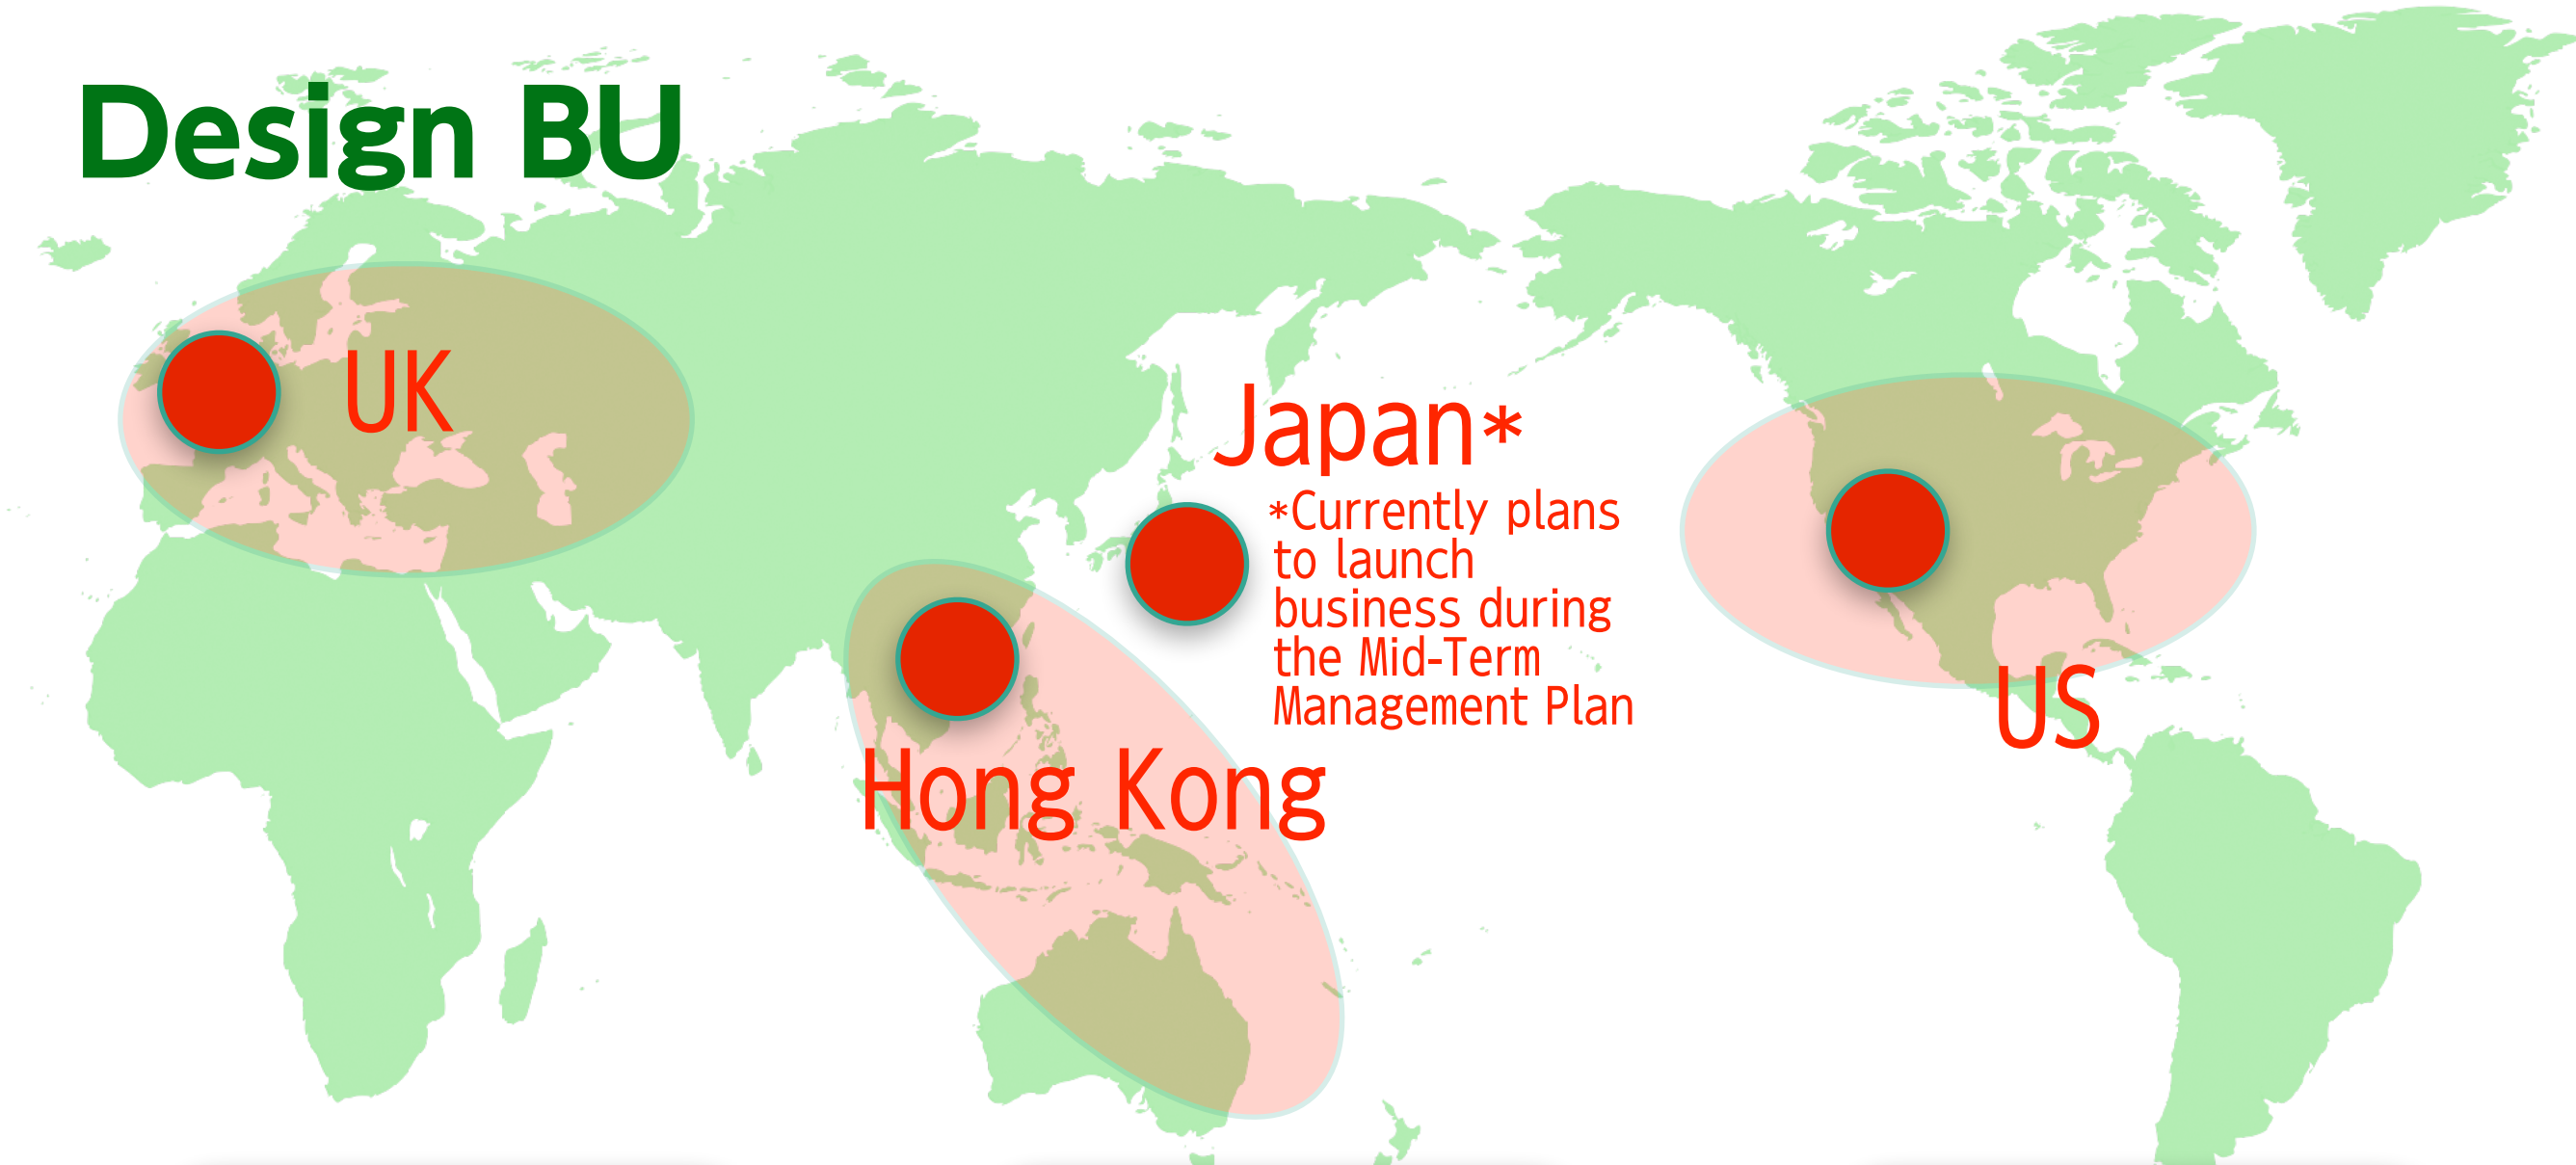 Design BU
UK
Japan*
*Currently plans
to launch
business during
the Mid-Term
Management Plan
US
Hong Kong